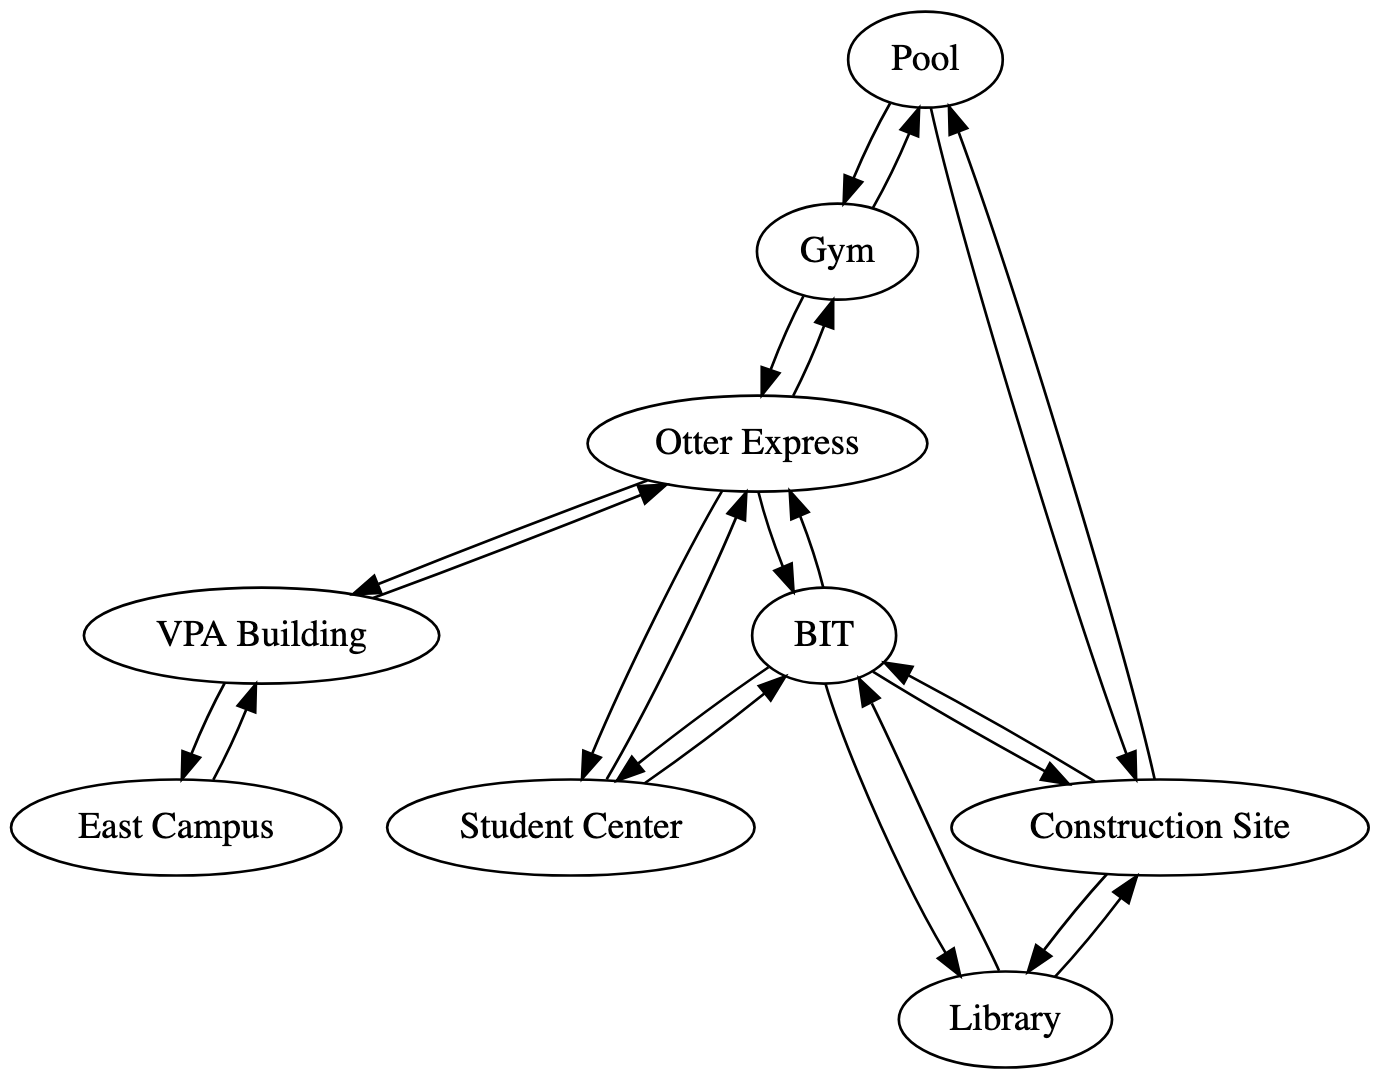 Pool
Gym
Otter Express
VPA Building
BIT
East Campus
Student Center
Construction Site
Library